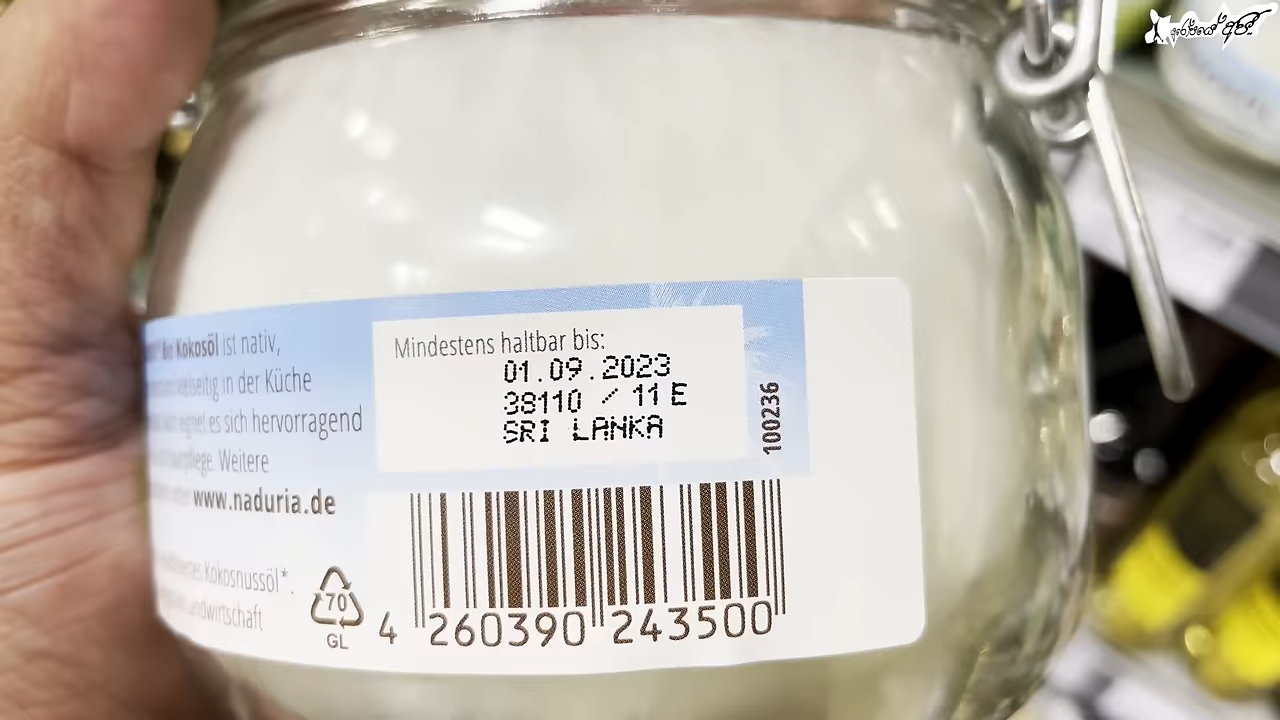 Bio Kokosöl ist nativ,
vielseitig in der Küche
eignet es sich hervorragend
Weitere
www.naduria.de
Kokosnussöl*.
Landwirtschaft
Mindestens haltbar bis:
01.09.2023
38110 / 11 E
SRI LANKA
100236
70
GL
4 260390 243500